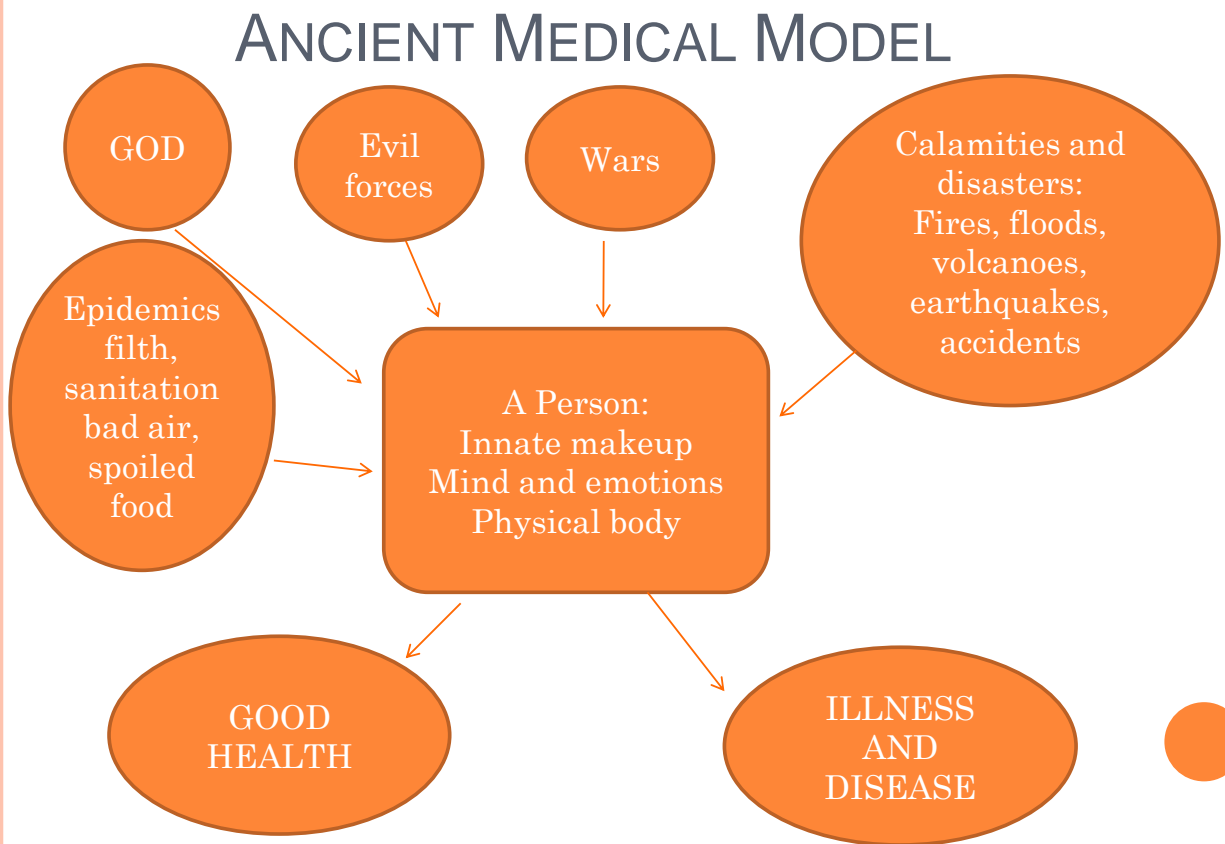 ANCIENT MEDICAL MODEL
GOD
Evil
forces
Wars
Calamities and
disasters:
Fires, floods,
volcanoes,
earthquakes,
accidents
Epidemics
filth,
sanitation
bad air,
spoiled
food
A Person:
Innate makeup
Mind and emotions
Physical body
GOOD
HEALTH
ILLNESS
AND
DISEASE